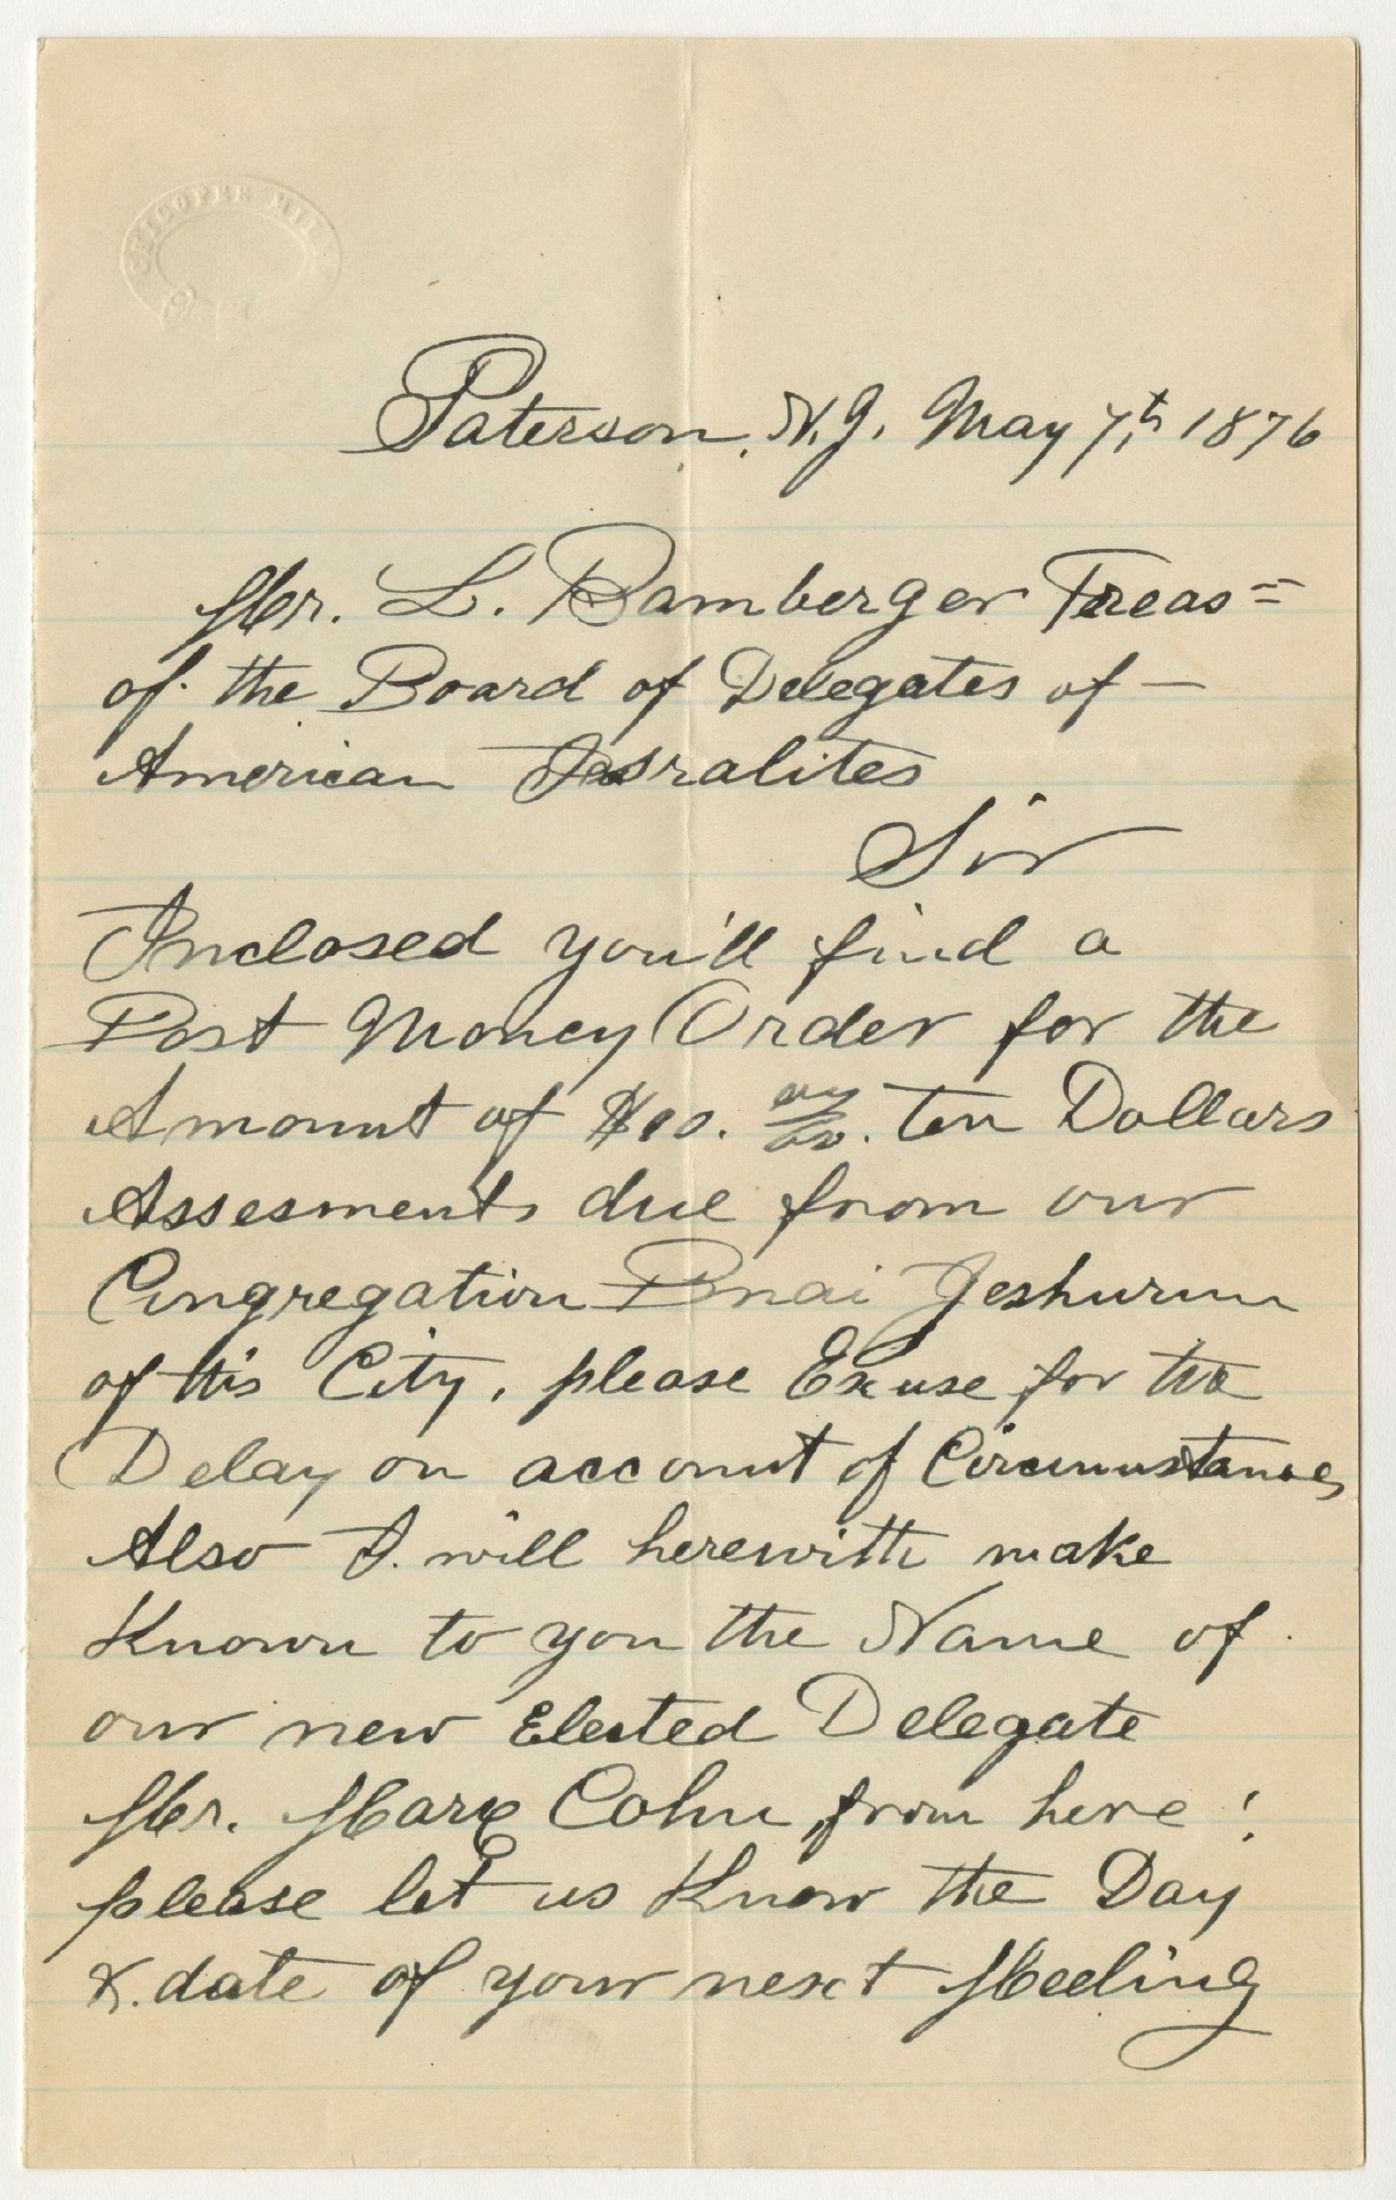 CHICOPEE MILLS
Paterson, N.J. May 7th 1876
Mr. L. Bamberger Treas=
of the Board of Delegates of —
American Isralites
Sir
Inclosed you'll find a
Post Money Order for the
Amount of $10. ten Dollars
Assesments due from our
Congregation Bnai Jeshurun
of this City, please Excuse for the
Delay on account of Circumstances
Also I. will herewith make
Known to you the Name of
our new Elected Delegate
Mr. Marx Cohn, from here!
please let us Know the Day
&. date of your next Meeting